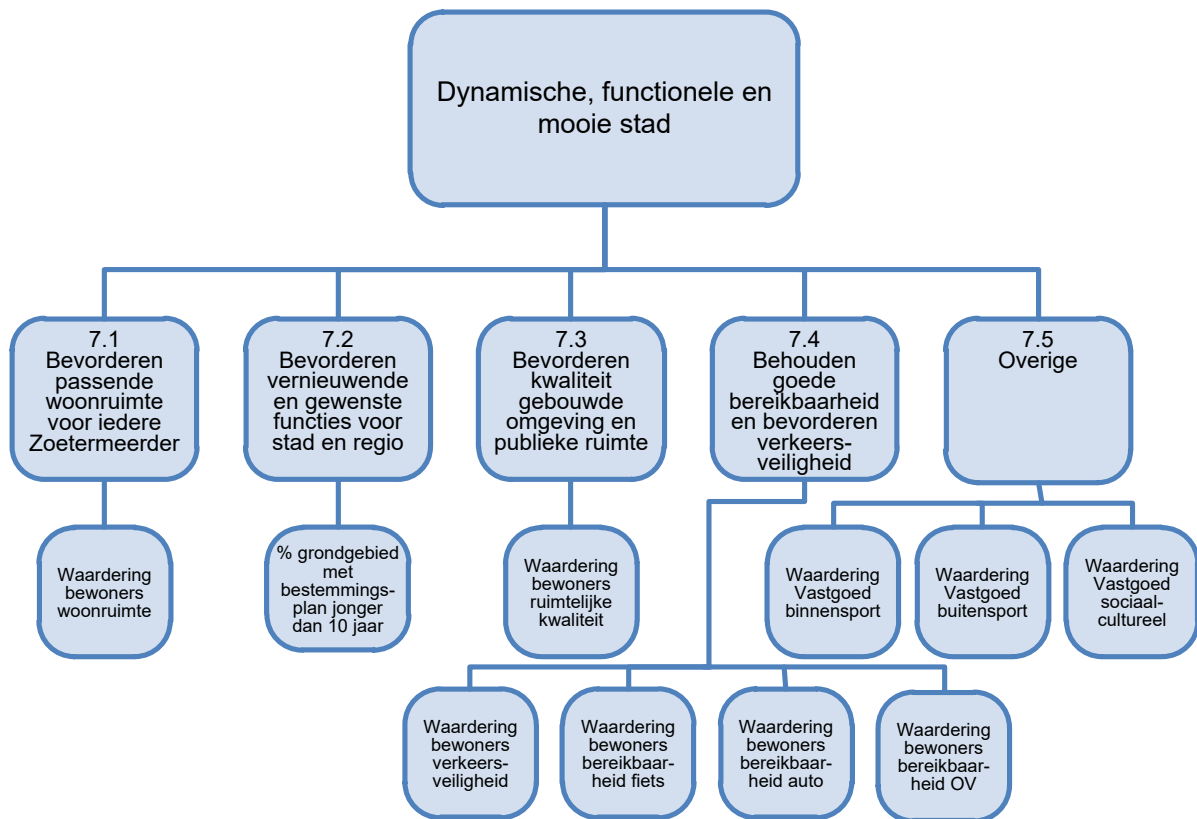 Dynamische, functionele en
mooie stad
7.1
Bevorderen
passende
woonruimte
voor iedere
Zoetermeerder
7.2
Bevorderen
vernieuwende
en gewenste
functies voor
stad en regio
7.3
Bevorderen
kwaliteit
gebouwde
omgeving en
publieke ruimte
7.4
Behouden
goede
bereikbaarheid
en bevorderen
verkeers-
veiligheid
7.5
Overige
Waardering
bewoners
woonruimte
% grondgebied
met
bestemmings-
plan jonger
dan 10 jaar
Waardering
bewoners
ruimtelijke
kwaliteit
Waardering
Vastgoed
binnensport
Waardering
Vastgoed
buitensport
Waardering
Vastgoed
sociaal-
cultureel
Waardering
bewoners
verkeers-
veiligheid
Waardering
bewoners
bereikbaar-
heid fiets
Waardering
bewoners
bereikbaar-
heid auto
Waardering
bewoners
bereikbaar-
heid OV